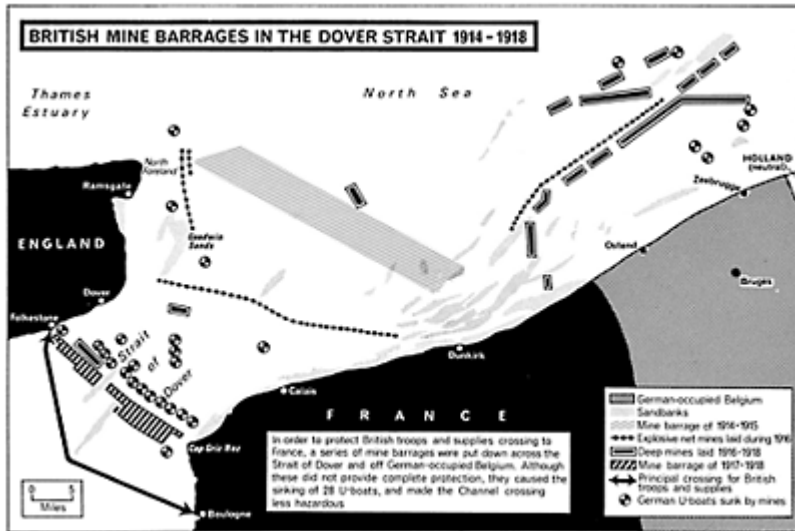 BRITISH MINE BARRAGES IN THE DOVER STRAIT 1914-1918
Thames
Estuary
North Sea
North
Foreland
Ramsgate
HOLLAND
(neutral)
Zeebrugge
ENGLAND
Goodwin
Sands
Ostend
Bruges
Dover
Folkestone
Strait
of
Dover
Dunkirk
Calais
FRANCE
Cap Gris Nez
Boulogne
In order to protect British troops and supplies crossing to
France, a series of mine barrages were put down across the
Strait of Dover and off German-occupied Belgium. Although
these did not provide complete protection, they caused the
sinking of 28 U-boats, and made the Channel crossing
less hazardous
German-occupied Belgium
Sandbanks
Mine barrage of 1914-1915
Explosive net mines laid during 1916
Deep mines laid 1916-1918
Mine barrage of 1917-1918
Principal crossing for British
troops and supplies
German U-boats sunk by mines
0 5
Miles